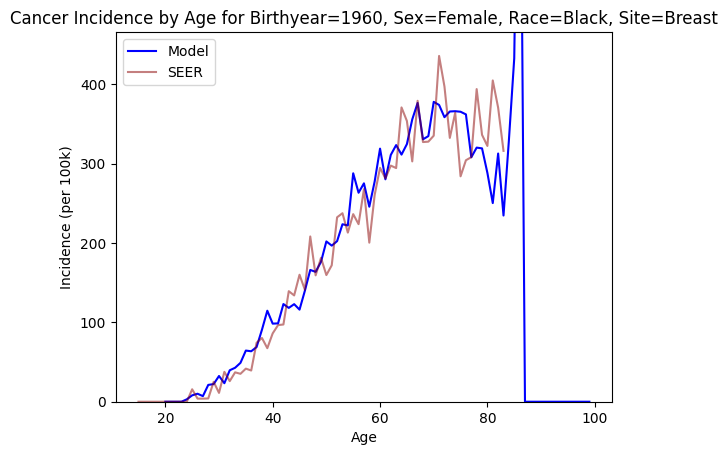 Cancer Incidence by Age for Birthyear=1960, Sex=Female, Race=Black, Site=Breast
Model
SEER
400
300
200
100
0
Incidence (per 100k)
20 40 60 80 100
Age